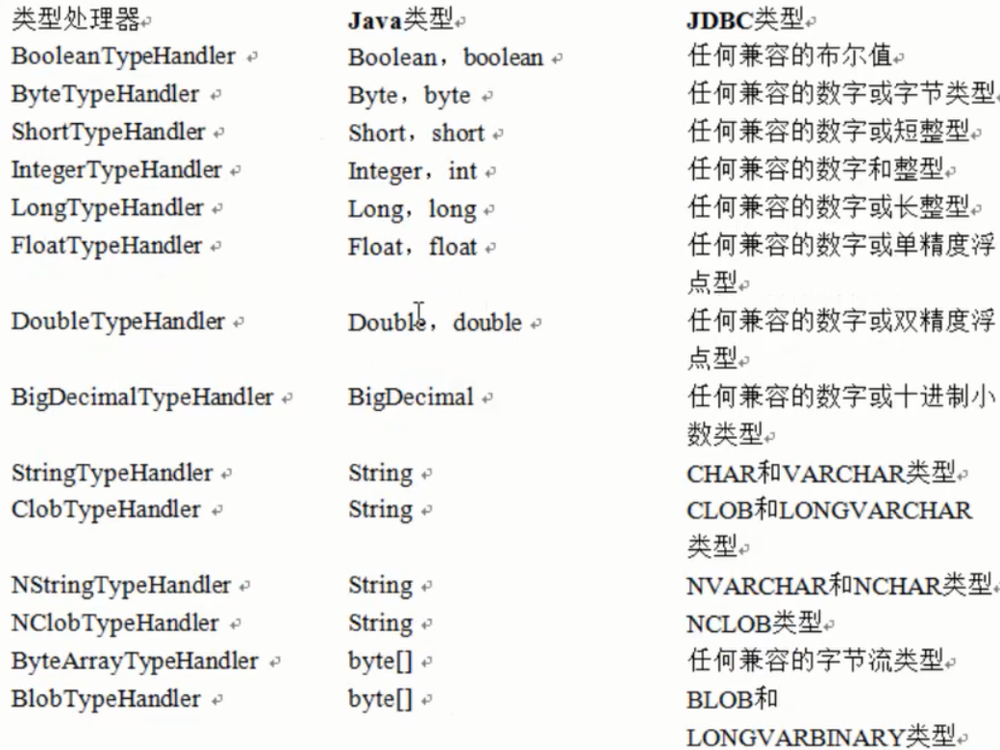 类型处理器 Java类型 JDBC类型
BooleanTypeHandler Boolean，boolean 任何兼容的布尔值
ByteTypeHandler Byte，byte 任何兼容的数字或字节类型
ShortTypeHandler Short，short 任何兼容的数字或短整型
IntegerTypeHandler Integer，int 任何兼容的数字和整型
LongTypeHandler Long，long 任何兼容的数字或长整型
FloatTypeHandler Float，float 任何兼容的数字或单精度浮
点型
DoubleTypeHandler Double，double 任何兼容的数字或双精度浮
点型
BigDecimalTypeHandler BigDecimal 任何兼容的数字或十进制小
数类型
StringTypeHandler String CHAR和VARCHAR类型
ClobTypeHandler String CLOB和LONGVARCHAR
类型
NStringTypeHandler String NVARCHAR和NCHAR类型
NClobTypeHandler String NCLOB类型
ByteArrayTypeHandler byte[] 任何兼容的字节流类型
BlobTypeHandler byte[] BLOB和
LONGVARBINARY类型